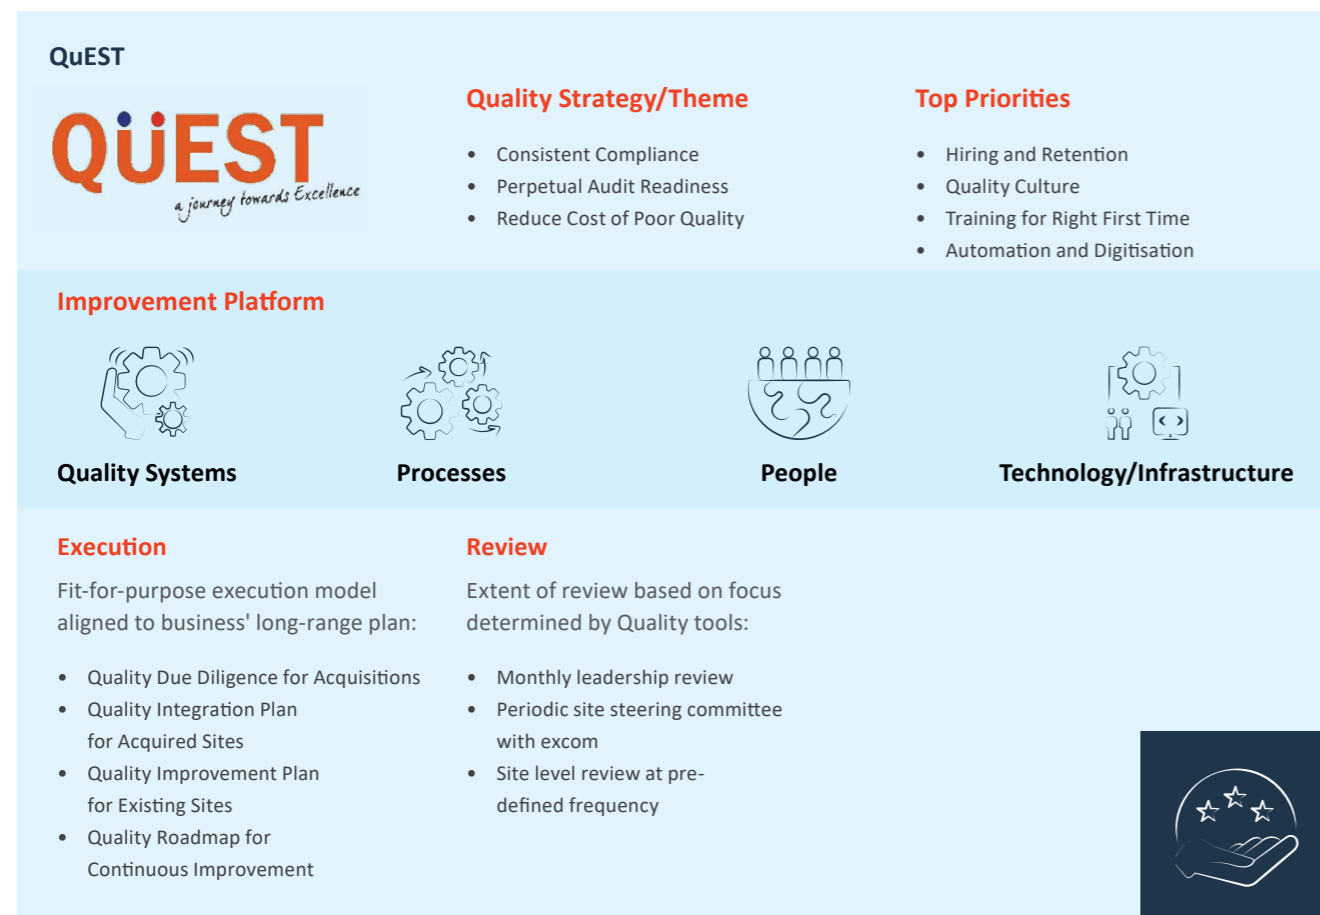 QuEST
QüEST
a journey towards Excellence
Quality Strategy/Theme
• Consistent Compliance
• Perpetual Audit Readiness
• Reduce Cost of Poor Quality
Top Priorities
• Hiring and Retention
• Quality Culture
• Training for Right First Time
• Automation and Digitisation
Improvement Platform
Quality Systems
Processes
People
Technology/Infrastructure
Execution
Fit-for-purpose execution model
aligned to business' long-range plan:
• Quality Due Diligence for Acquisitions
• Quality Integration Plan
for Acquired Sites
• Quality Improvement Plan
for Existing Sites
• Quality Roadmap for
Continuous Improvement
Review
Extent of review based on focus
determined by Quality tools:
• Monthly leadership review
• Periodic site steering committee
with excom
• Site level review at pre-
defined frequency